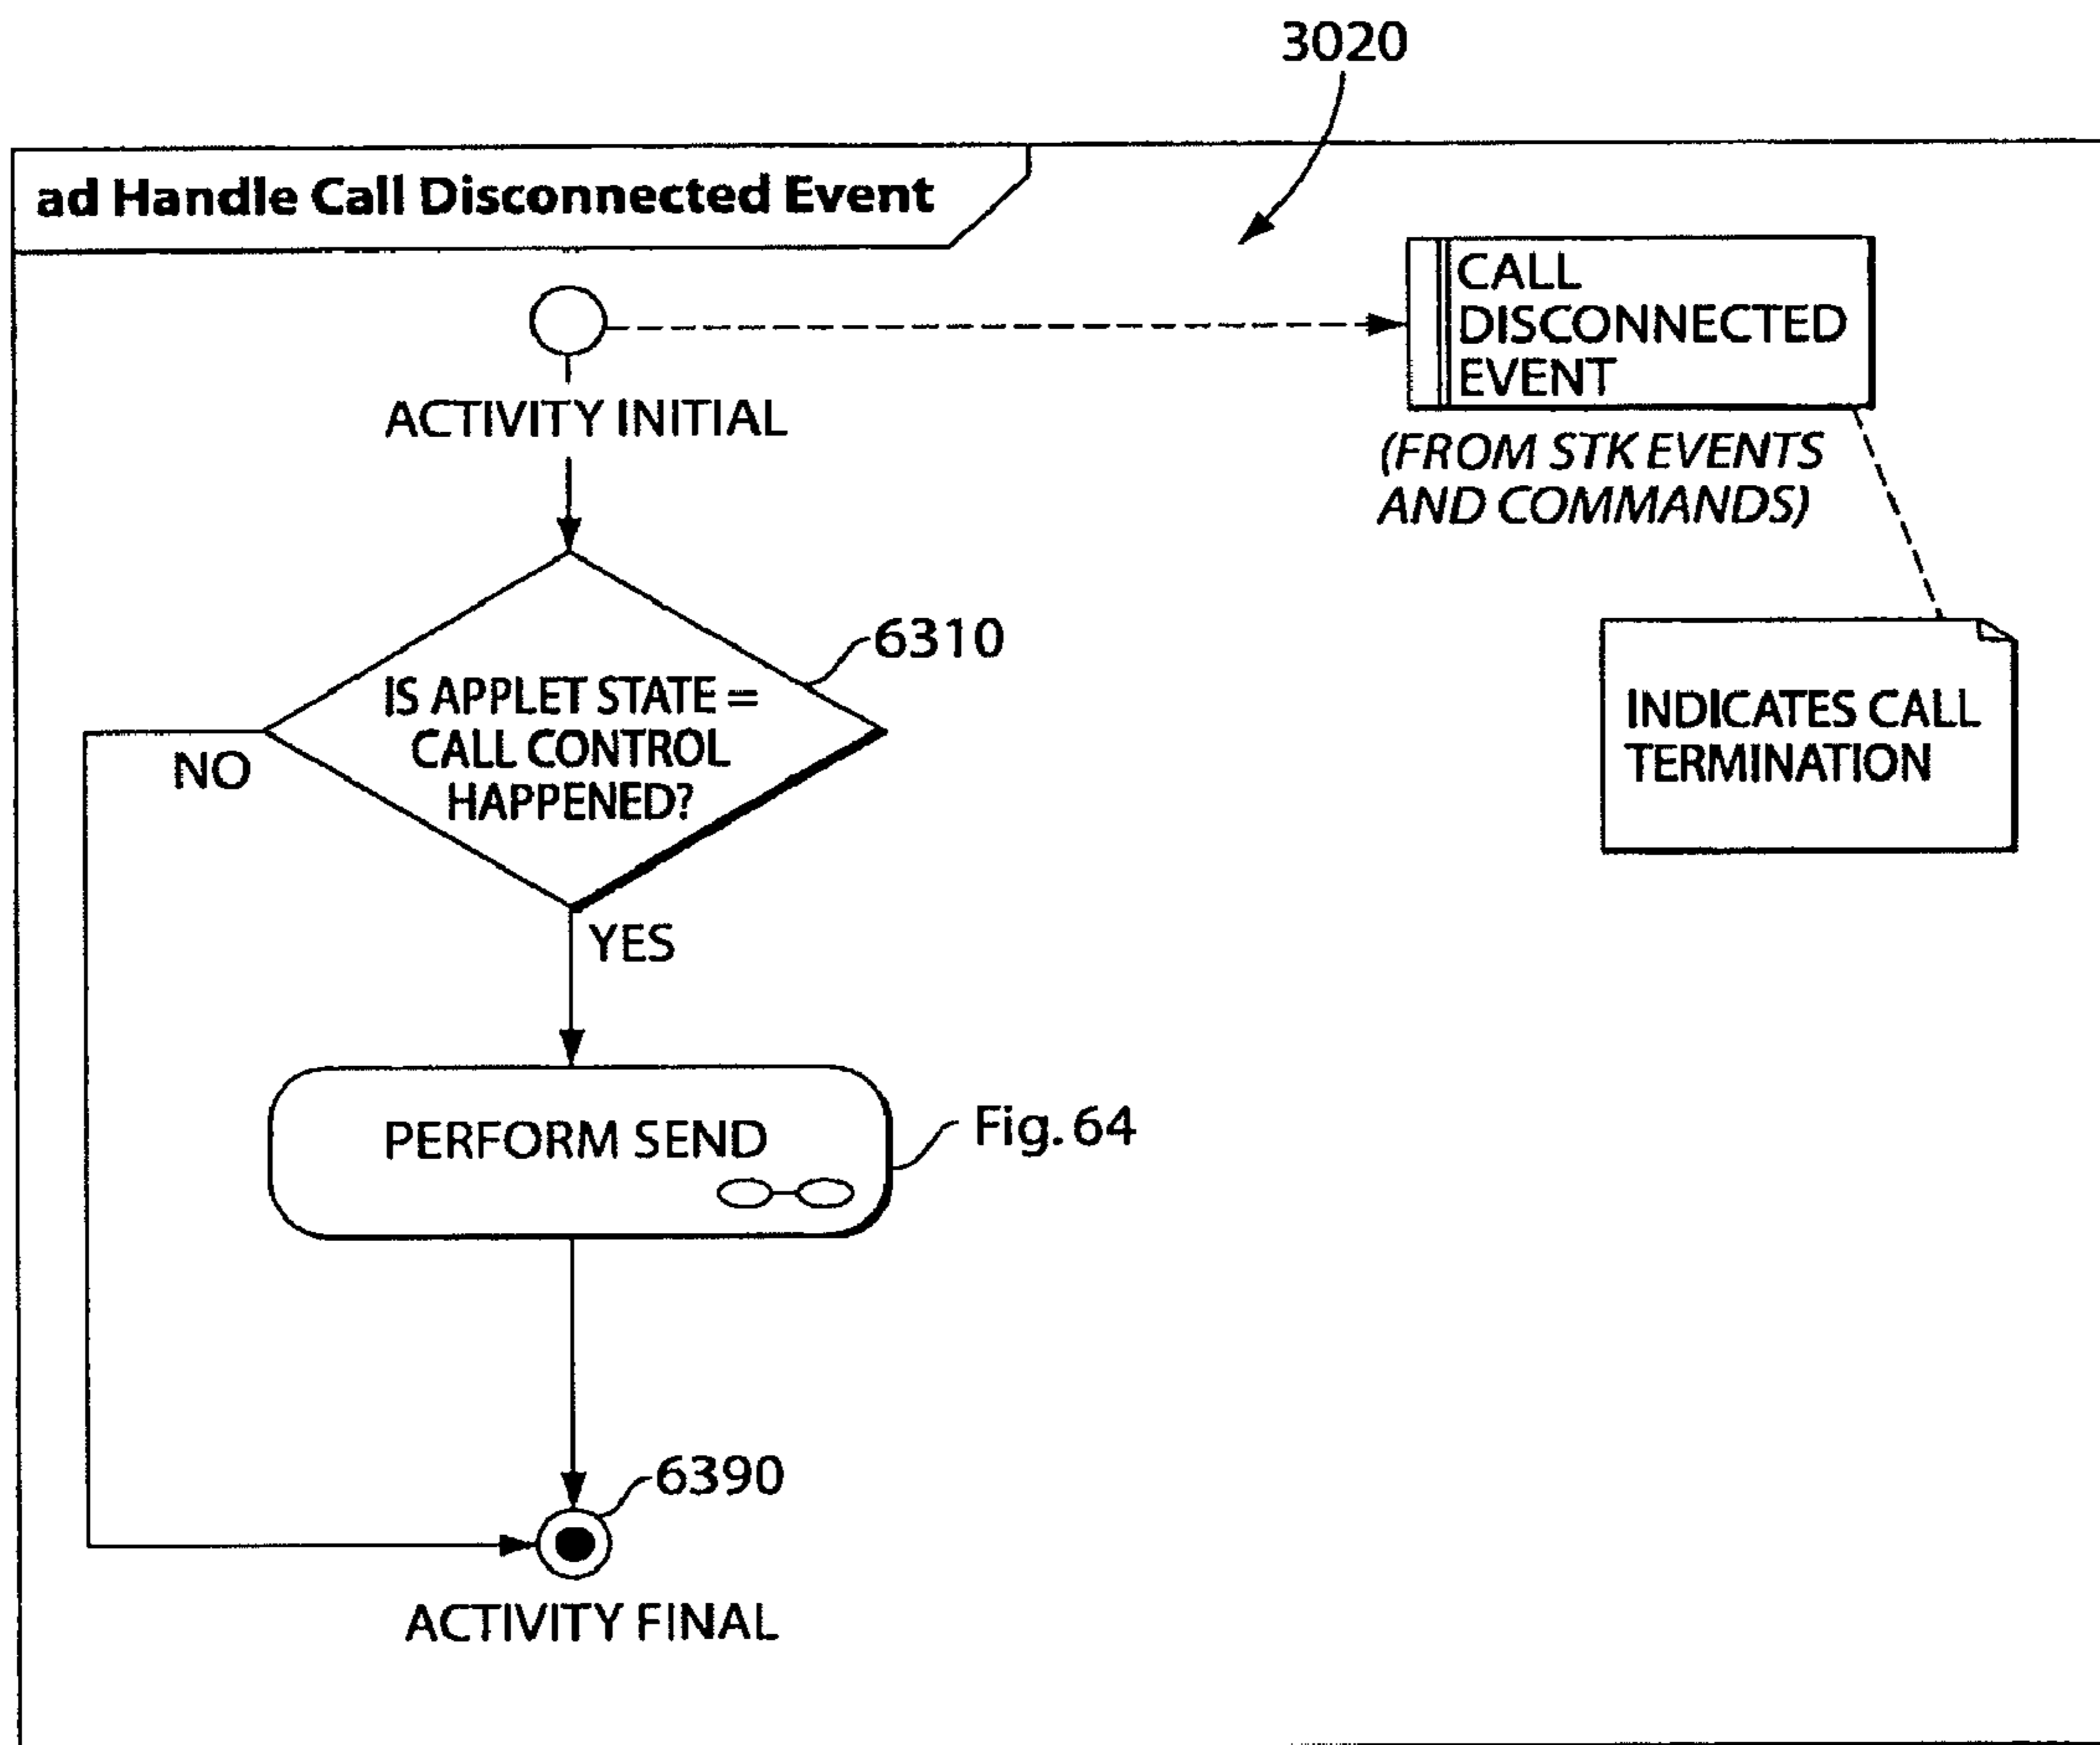 3020
ad Handle Call Disconnected Event
CALL
DISCONNECTED
EVENT
(FROM STK EVENTS
AND COMMANDS)
ACTIVITY INITIAL
6310
IS APPLET STATE =
CALL CONTROL
HAPPENED?
NO
INDICATES CALL
TERMINATION
YES
PERFORM SEND
Fig. 64
6390
ACTIVITY FINAL